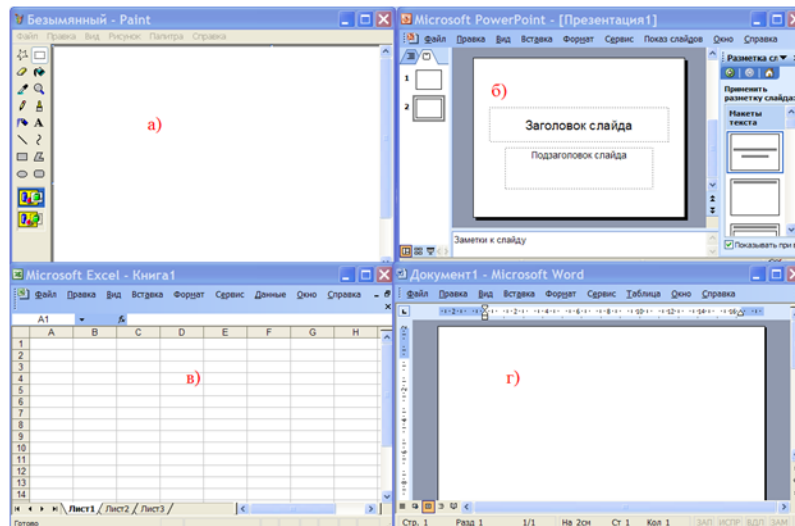 Безымянный - Paint
Файл Правка Вид Рисунок Палитра Справка
а)
Microsoft PowerPoint - [Презентация1]
Файл Правка Вид Вставка Формат Сервис Показ слайдов Окно Справка
1
2
б)
Заголовок слайда
Подзаголовок слайда
Заметки к слайду
Разметка сл
Применить
разметку слайда:
Макеты
текста
Показывать при в
Microsoft Excel - Книга1
Файл Правка Вид Вставка Формат Сервис Данные Окно Справка
A1 fx
A B C D E F G H
1
2
3
4
5
6
7
8
9
10
11
12
13
14
в)
Лист1 Лист2 Лист3
Готово
Документ1 - Microsoft Word
Файл Правка Вид Вставка Формат Сервис Таблица Окно Справка
г)
Стр. 1 Разд 1 1/1 На 2см Ст 1 Кол 1 ЗАП ИСПР ВДЛ ЗАМ